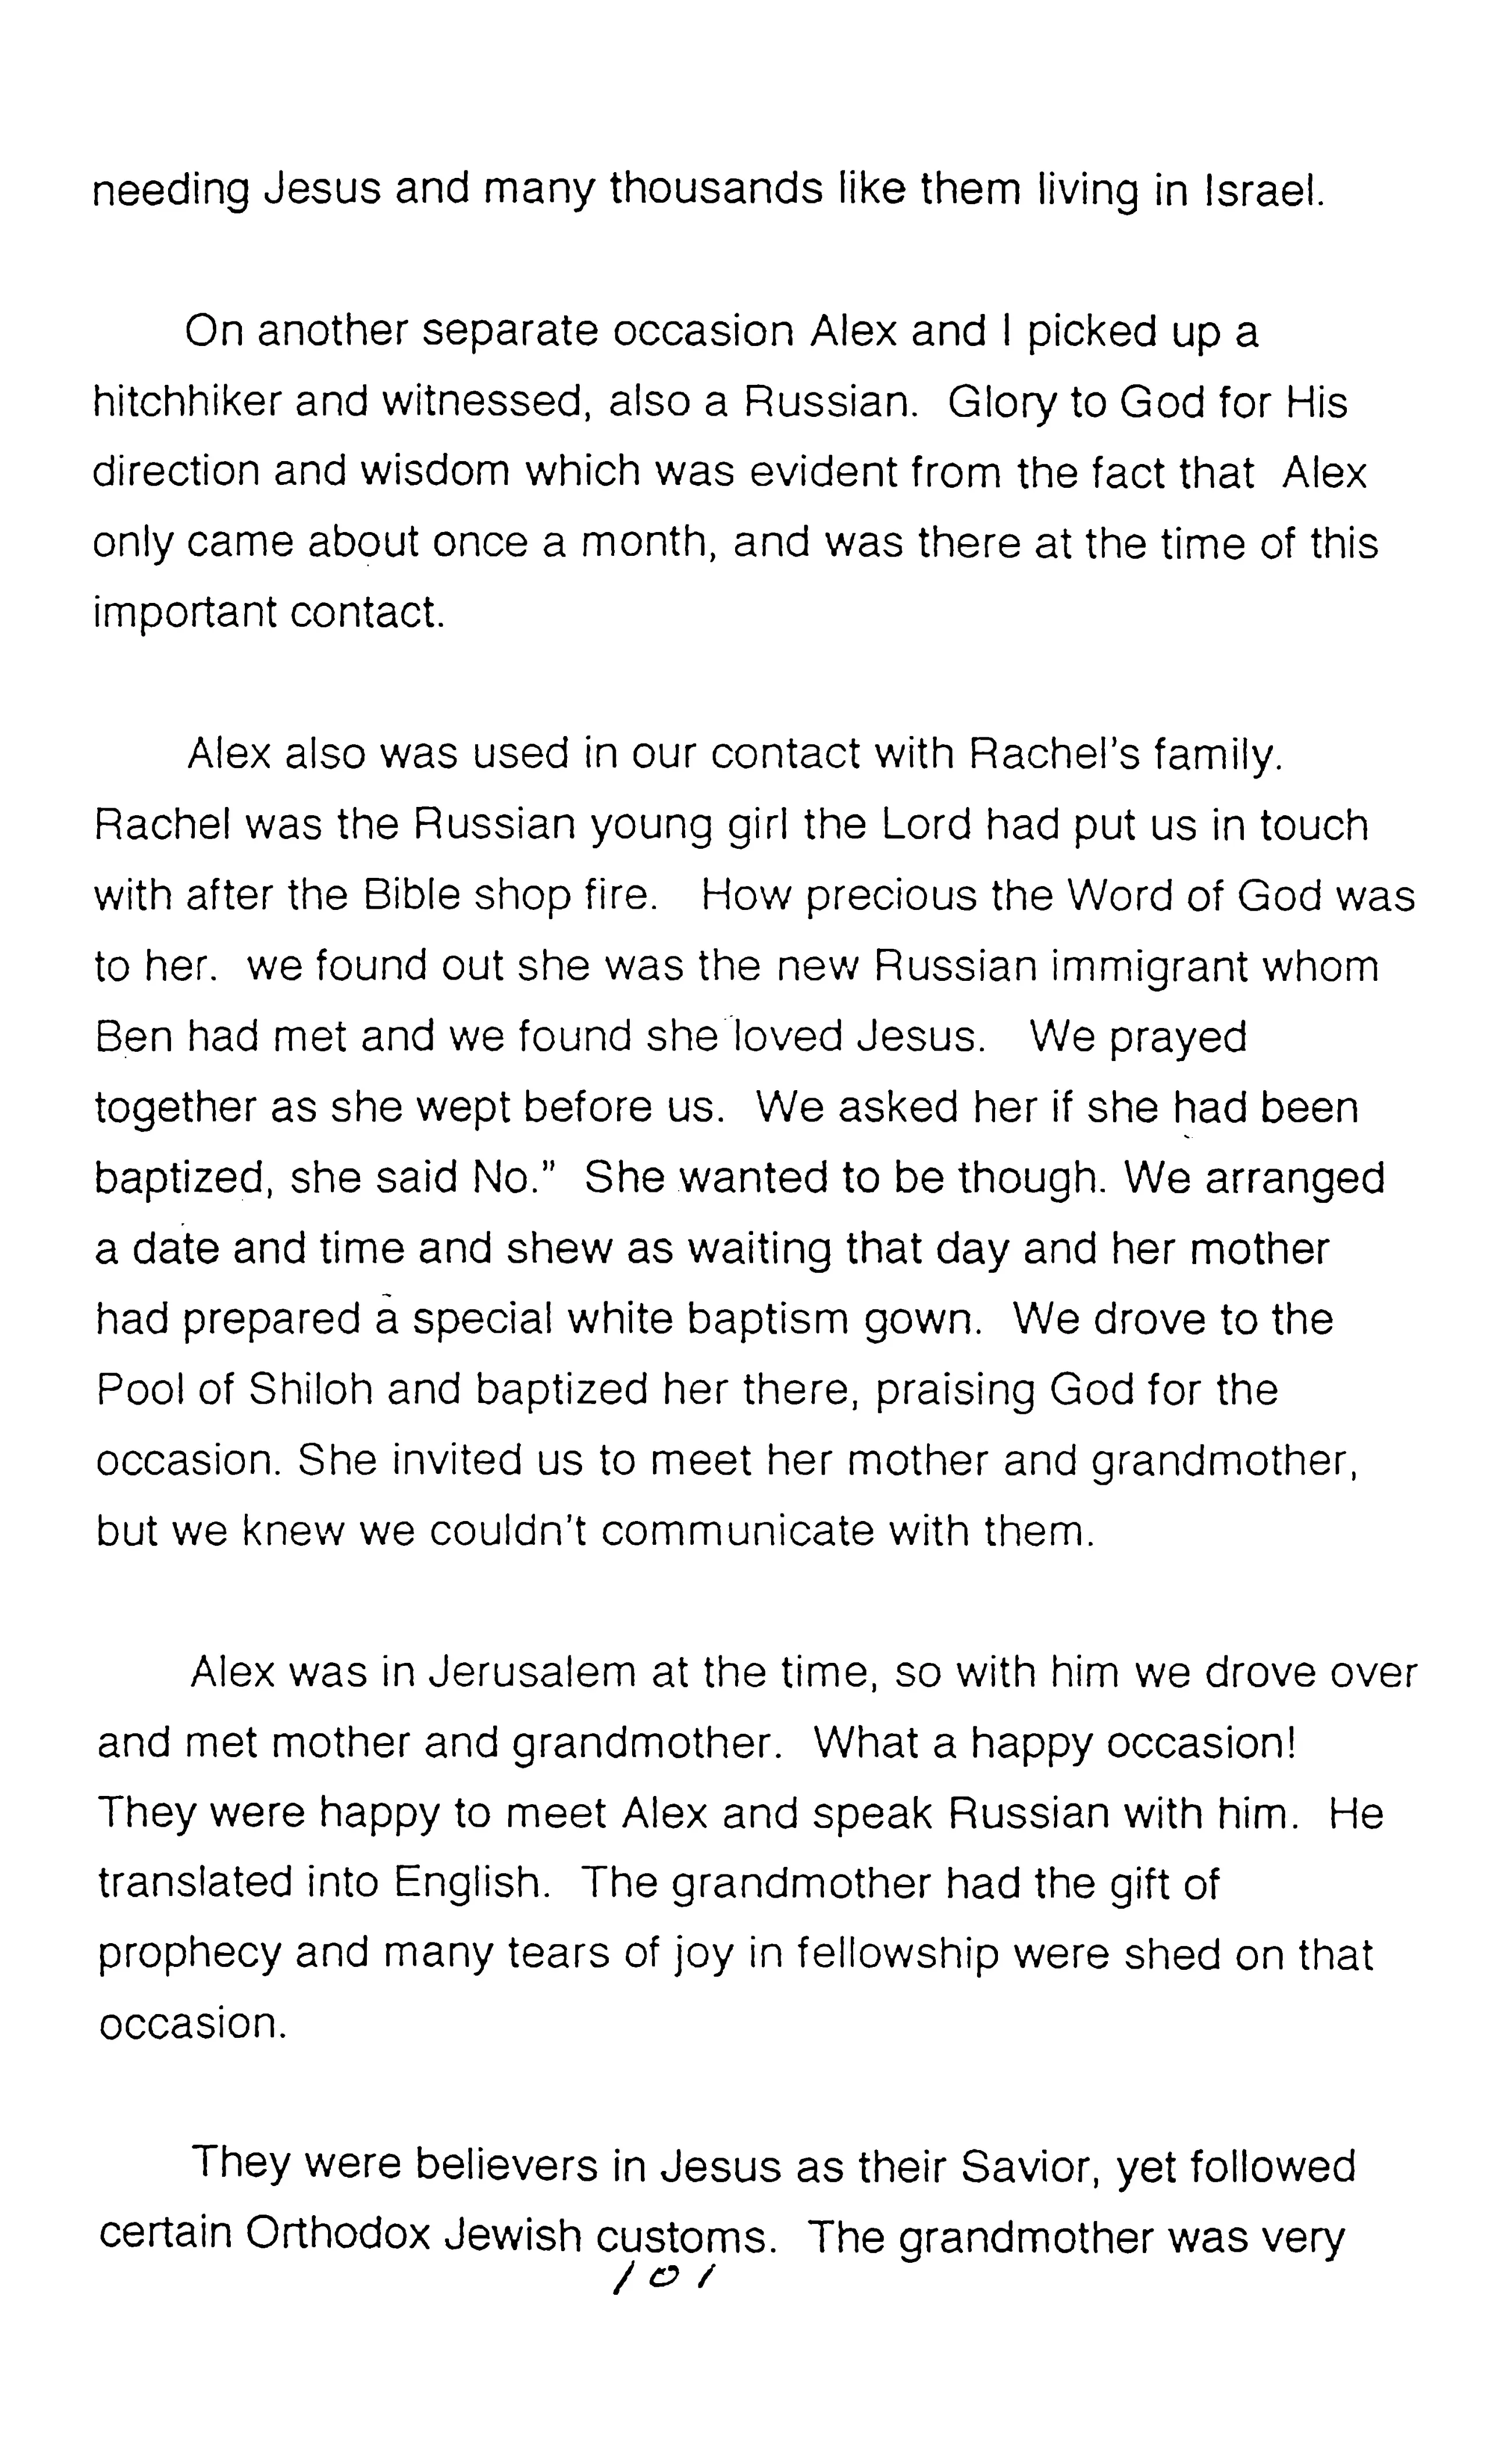 needing Jesus and many thousands like them living in Israel.
On another separate occasion Alex and I picked up a
hitchhiker and witnessed, also a Russian. Glory to God for His
direction and wisdom which was evident from the fact that Alex
only came about once a month, and was there at the time of this
important contact.
Alex also was used in our contact with Rachel's family.
Rachel was the Russian young girl the Lord had put us in touch
with after the Bible shop fire. How precious the Word of God was
to her. we found out she was the new Russian immigrant whom
Ben had met and we found she loved Jesus. We prayed
together as she wept before us. We asked her if she had been
baptized, she said No." She wanted to be though. We arranged
a date and time and shew as waiting that day and her mother
had prepared a special white baptism gown. We drove to the
Pool of Shiloh and baptized her there, praising God for the
occasion. She invited us to meet her mother and grandmother,
but we knew we couldn't communicate with them.
Alex was in Jerusalem at the time, so with him we drove over
and met mother and grandmother. What a happy occasion!
They were happy to meet Alex and speak Russian with him. He
translated into English. The grandmother had the gift of
prophecy and many tears of joy in fellowship were shed on that
occasion.
They were believers in Jesus as their Savior, yet followed
certain Orthodox Jewish customs. The grandmother was very
101